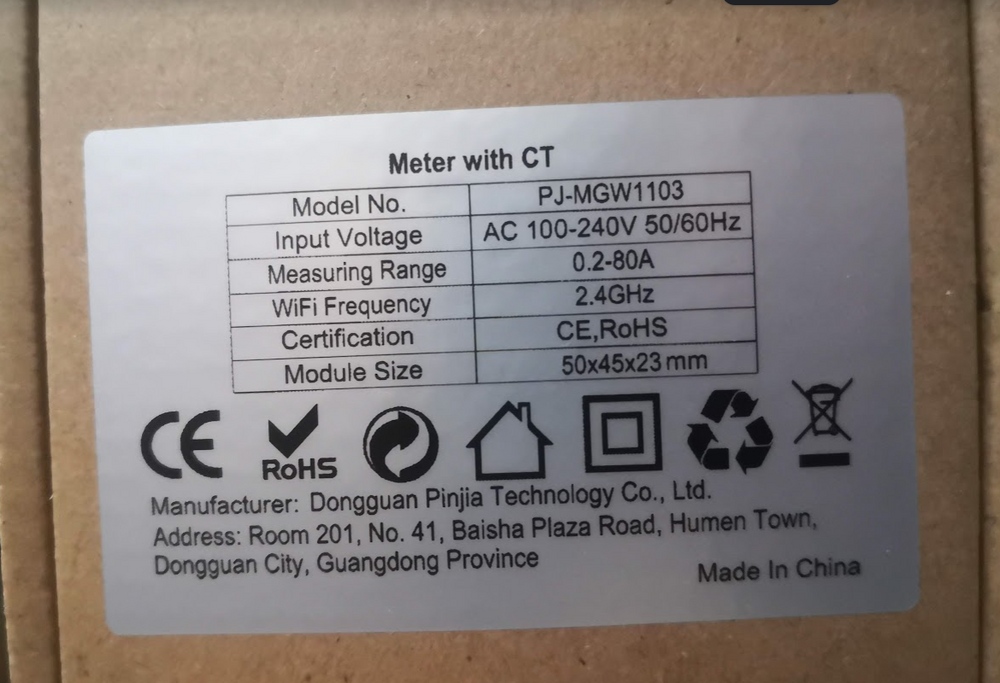 Meter with CT
Model No. PJ-MGW1103
Input Voltage AC 100-240V 50/60Hz
Measuring Range 0.2-80A
WiFi Frequency 2.4GHz
Certification CE,RoHS
Module Size 50x45x23mm
CE RoHS
Manufacturer: Dongguan Pinjia Technology Co., Ltd.
Address: Room 201, No. 41, Baisha Plaza Road, Humen Town,
Dongguan City, Guangdong Province
Made In China